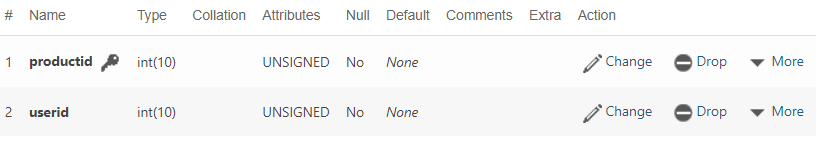 # Name Type Collation Attributes Null Default Comments Extra Action
1 productid int(10) UNSIGNED No None Change Drop More
2 userid int(10) UNSIGNED No None Change Drop More